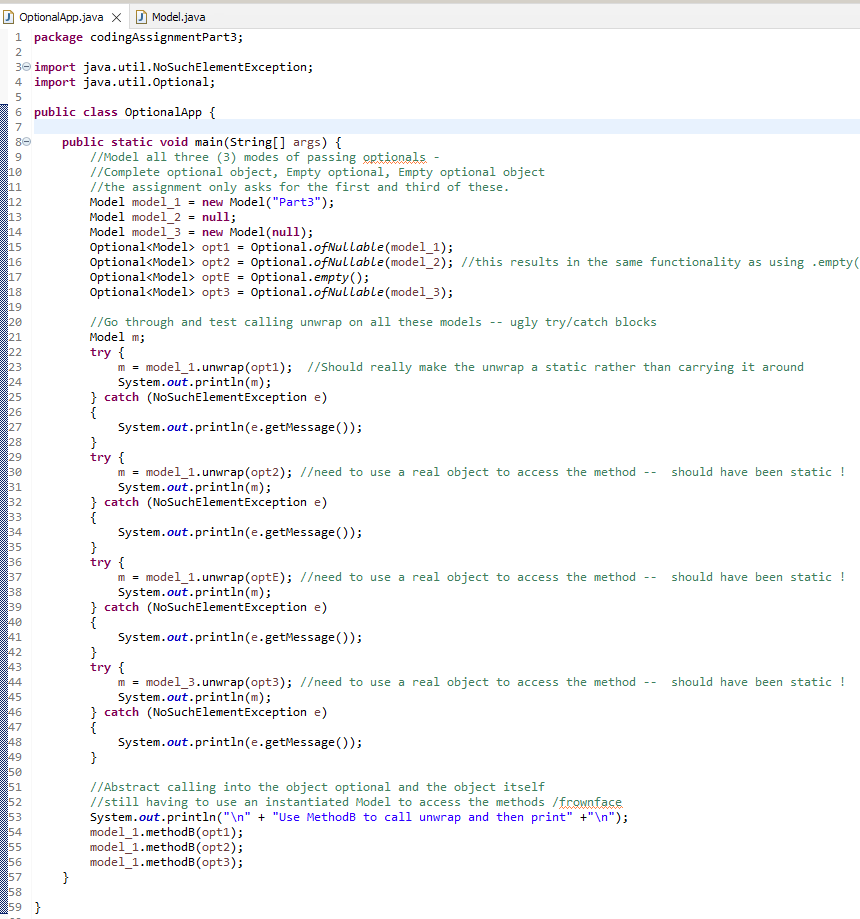 OptionalApp.java Model.java
1 package codingAssignmentPart3;
2
3 import java.util.NoSuchElementException;
4 import java.util.Optional;
5
6 public class OptionalApp {
7
8     public static void main(String[] args) {
9         //Model all three (3) modes of passing optionals -
10         //Complete optional object, Empty optional, Empty optional object
11         //the assignment only asks for the first and third of these.
12         Model model_1 = new Model("Part3");
13         Model model_2 = null;
14         Model model_3 = new Model(null);
15         Optional<Model> opt1 = Optional.ofNullable(model_1);
16         Optional<Model> opt2 = Optional.ofNullable(model_2); //this results in the same functionality as using .empty(
17         Optional<Model> optE = Optional.empty();
18         Optional<Model> opt3 = Optional.ofNullable(model_3);
19
20         //Go through and test calling unwrap on all these models -- ugly try/catch blocks
21         Model m;
22         try {
23             m = model_1.unwrap(opt1);  //Should really make the unwrap a static rather than carrying it around
24             System.out.println(m);
25         } catch (NoSuchElementException e)
26         {
27             System.out.println(e.getMessage());
28         }
29         try {
30             m = model_1.unwrap(opt2); //need to use a real object to access the method --  should have been static !
31             System.out.println(m);
32         } catch (NoSuchElementException e)
33         {
34             System.out.println(e.getMessage());
35         }
36         try {
37             m = model_1.unwrap(optE); //need to use a real object to access the method --  should have been static !
38             System.out.println(m);
39         } catch (NoSuchElementException e)
40         {
41             System.out.println(e.getMessage());
42         }
43         try {
44             m = model_3.unwrap(opt3); //need to use a real object to access the method --  should have been static !
45             System.out.println(m);
46         } catch (NoSuchElementException e)
47         {
48             System.out.println(e.getMessage());
49         }
50
51         //Abstract calling into the object optional and the object itself
52         //still having to use an instantiated Model to access the methods /frownface
53         System.out.println("\n" + "Use MethodB to call unwrap and then print" +"\n");
54         model_1.methodB(opt1);
55         model_1.methodB(opt2);
56         model_1.methodB(opt3);
57     }
58
59 }